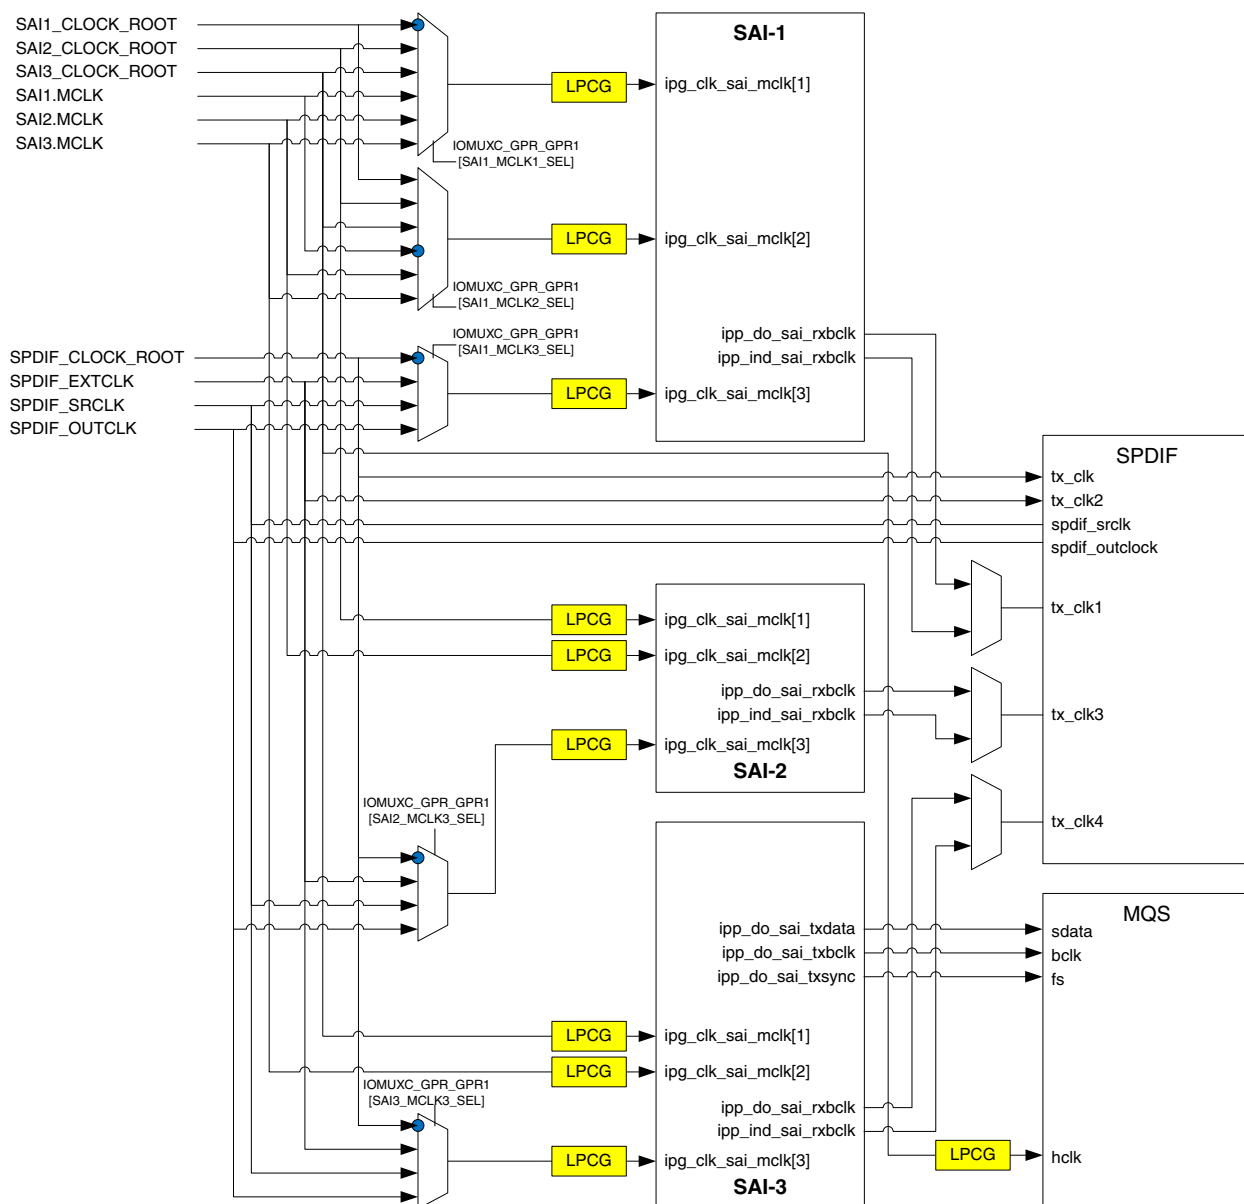 SAI1_CLOCK_ROOT
SAI2_CLOCK_ROOT
SAI3_CLOCK_ROOT
SAI1.MCLK
SAI2.MCLK
SAI3.MCLK
LPCG
SAI-1
ipg_clk_sai_mclk[1]
IOMUXC_GPR_GPR1
[SAI1_MCLK1_SEL]
LPCG
ipg_clk_sai_mclk[2]
IOMUXC_GPR_GPR1
[SAI1_MCLK2_SEL]
SPDIF_CLOCK_ROOT
SPDIF_EXTCLK
SPDIF_SRCLK
SPDIF_OUTCLK
IOMUXC_GPR_GPR1
[SAI1_MCLK3_SEL]
ipp_do_sai_rxbclk
ipp_ind_sai_rxbclk
LPCG
ipg_clk_sai_mclk[3]
SPDIF
tx_clk
tx_clk2
spdif_srclk
spdif_outclock
tx_clk1
tx_clk3
tx_clk4
LPCG
ipg_clk_sai_mclk[1]
LPCG
ipg_clk_sai_mclk[2]
ipp_do_sai_rxbclk
ipp_ind_sai_rxbclk
LPCG
ipg_clk_sai_mclk[3]
SAI-2
IOMUXC_GPR_GPR1
[SAI2_MCLK3_SEL]
ipp_do_sai_txdata
ipp_do_sai_txbclk
ipp_do_sai_txsync
MQS
sdata
bclk
fs
LPCG
ipg_clk_sai_mclk[1]
LPCG
ipg_clk_sai_mclk[2]
IOMUXC_GPR_GPR1
[SAI3_MCLK3_SEL]
ipp_do_sai_rxbclk
ipp_ind_sai_rxbclk
LPCG
ipg_clk_sai_mclk[3]
SAI-3
LPCG
hclk